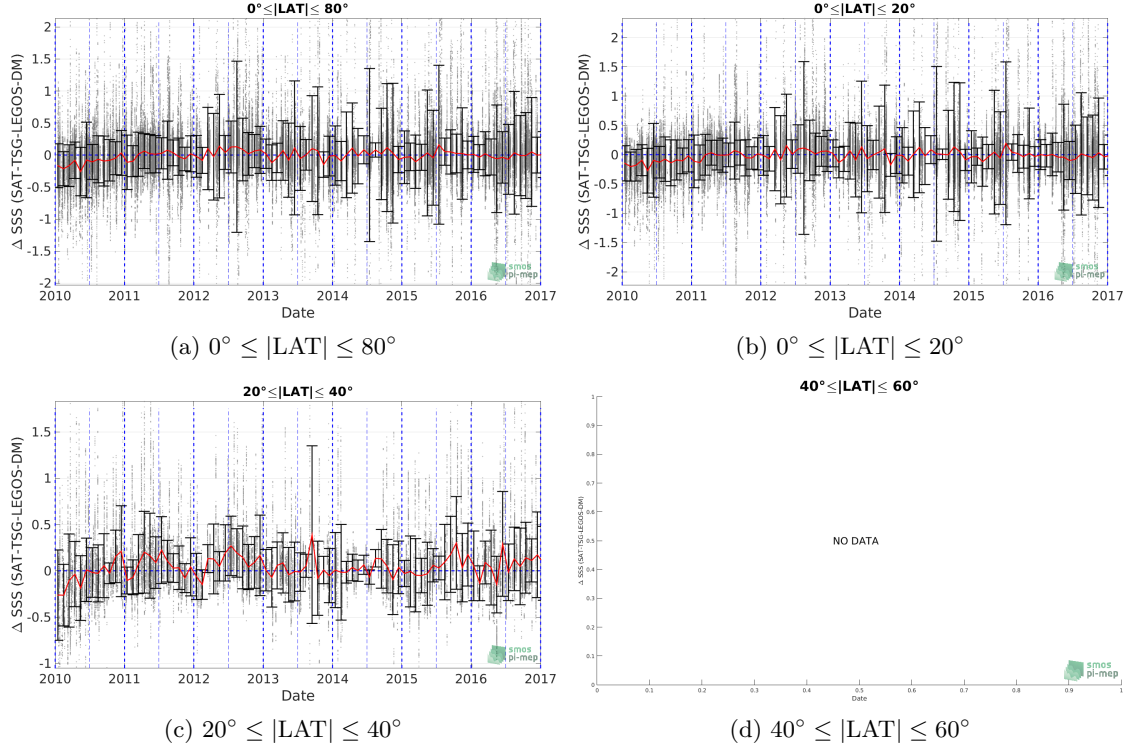 0°≤|LAT|≤ 80°
Δ SSS (SAT-TSG-LEGOS-DM)
2
1.5
1
0.5
0
-0.5
-1
-1.5
-2
2010 2011 2012 2013 2014 2015 2016 2017
Date
smos
pi-mep
(a) 0° ≤ |LAT| ≤ 80°
0°≤|LAT|≤ 20°
Δ SSS (SAT-TSG-LEGOS-DM)
2
1.5
1
0.5
0
-0.5
-1
-1.5
-2
2010 2011 2012 2013 2014 2015 2016 2017
Date
smos
pi-mep
(b) 0° ≤ |LAT| ≤ 20°
20°≤|LAT|≤ 40°
Δ SSS (SAT-TSG-LEGOS-DM)
1.5
1
0.5
0
-0.5
-1
2010 2011 2012 2013 2014 2015 2016 2017
Date
smos
pi-mep
(c) 20° ≤ |LAT| ≤ 40°
40°≤|LAT|≤ 60°
Δ SSS (SAT-TSG-LEGOS-DM)
1
0.9
0.8
0.7
0.6
0.5
0.4
0.3
0.2
0.1
0
NO DATA
0 0.1 0.2 0.3 0.4 0.5 0.6 0.7 0.8 0.9 1
Date
smos
pi-mep
(d) 40° ≤ |LAT| ≤ 60°